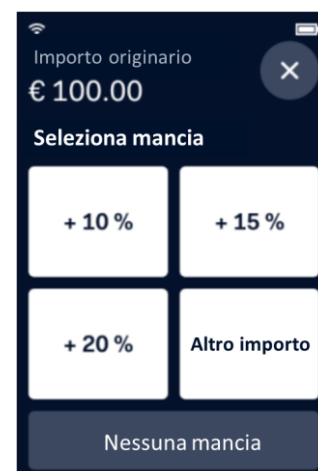 Importo originario
€ 100.00
Seleziona mancia
+ 10 %
+ 15 %
+ 20 %
Altro importo
Nessuna mancia